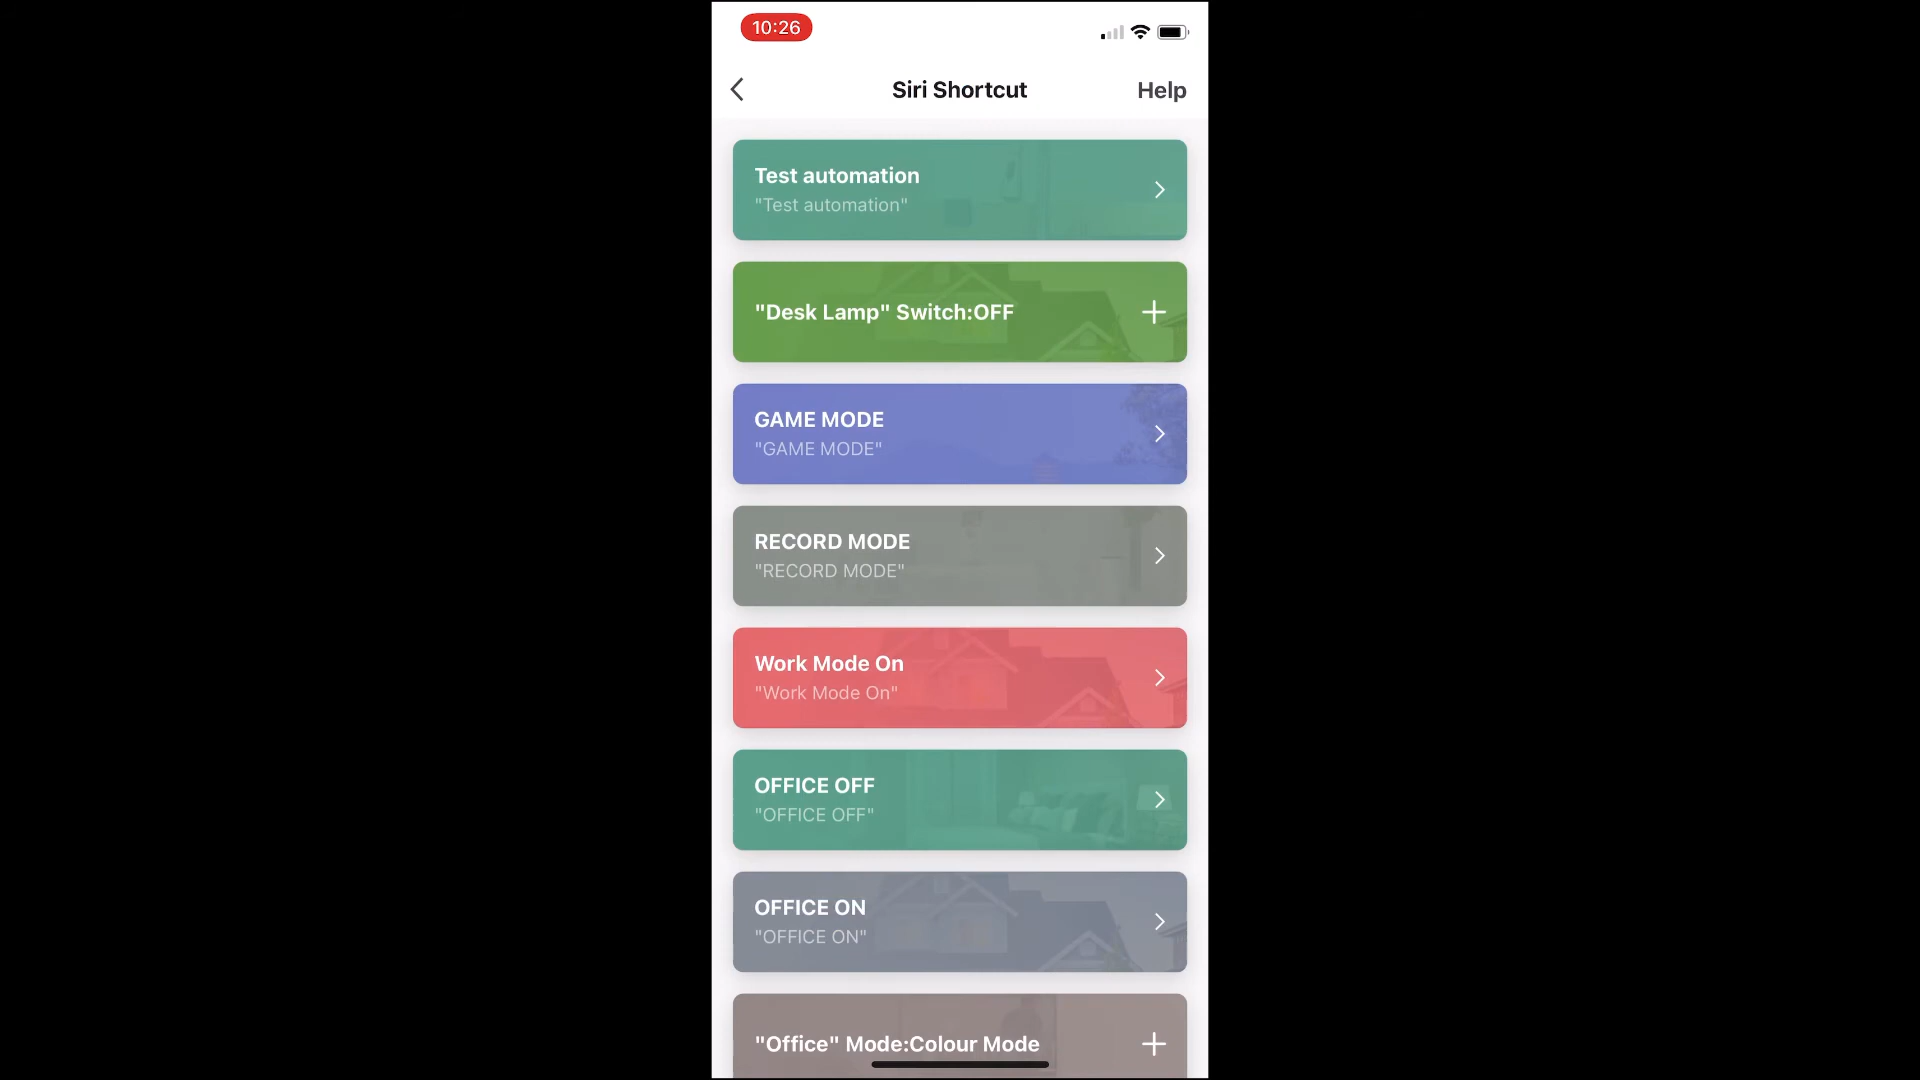 10:26
Siri Shortcut
Help
Test automation
"Test automation"
"Desk Lamp" Switch:OFF
GAME MODE
"GAME MODE"
RECORD MODE
"RECORD MODE"
Work Mode On
"Work Mode On"
OFFICE OFF
"OFFICE OFF"
OFFICE ON
"OFFICE ON"
"Office" Mode:Colour Mode